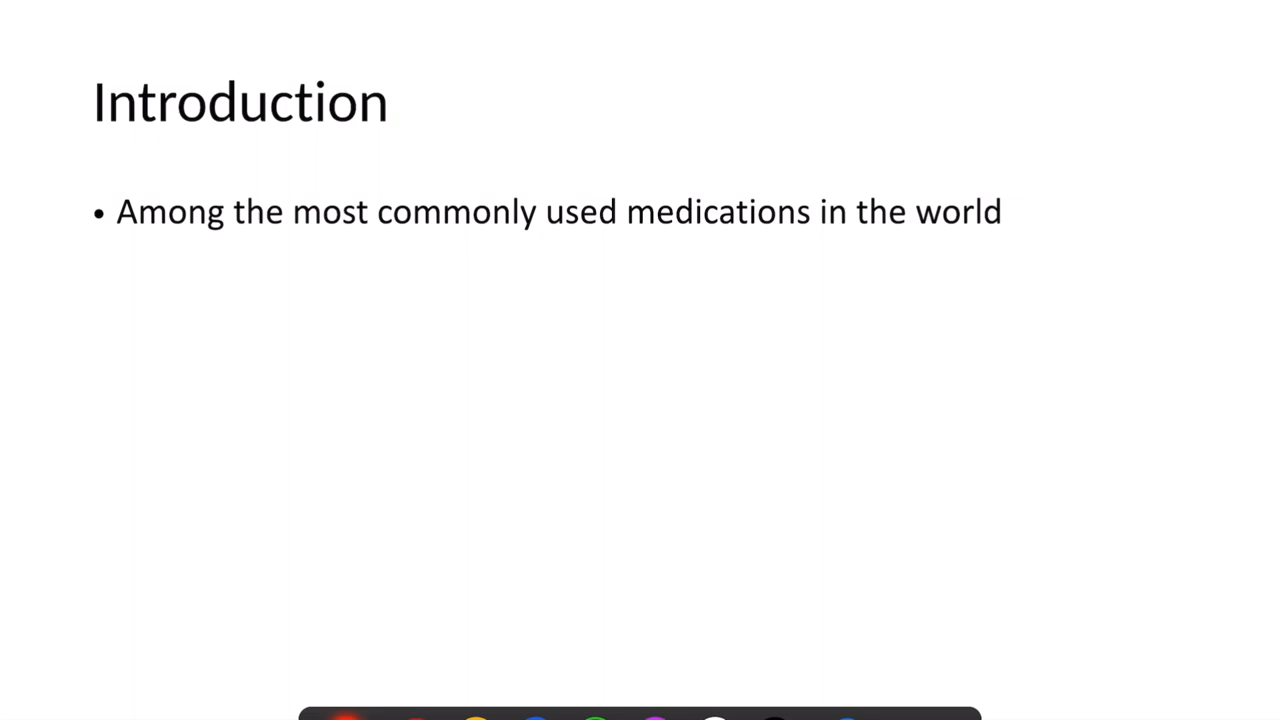 Introduction
• Among the most commonly used medications in the world